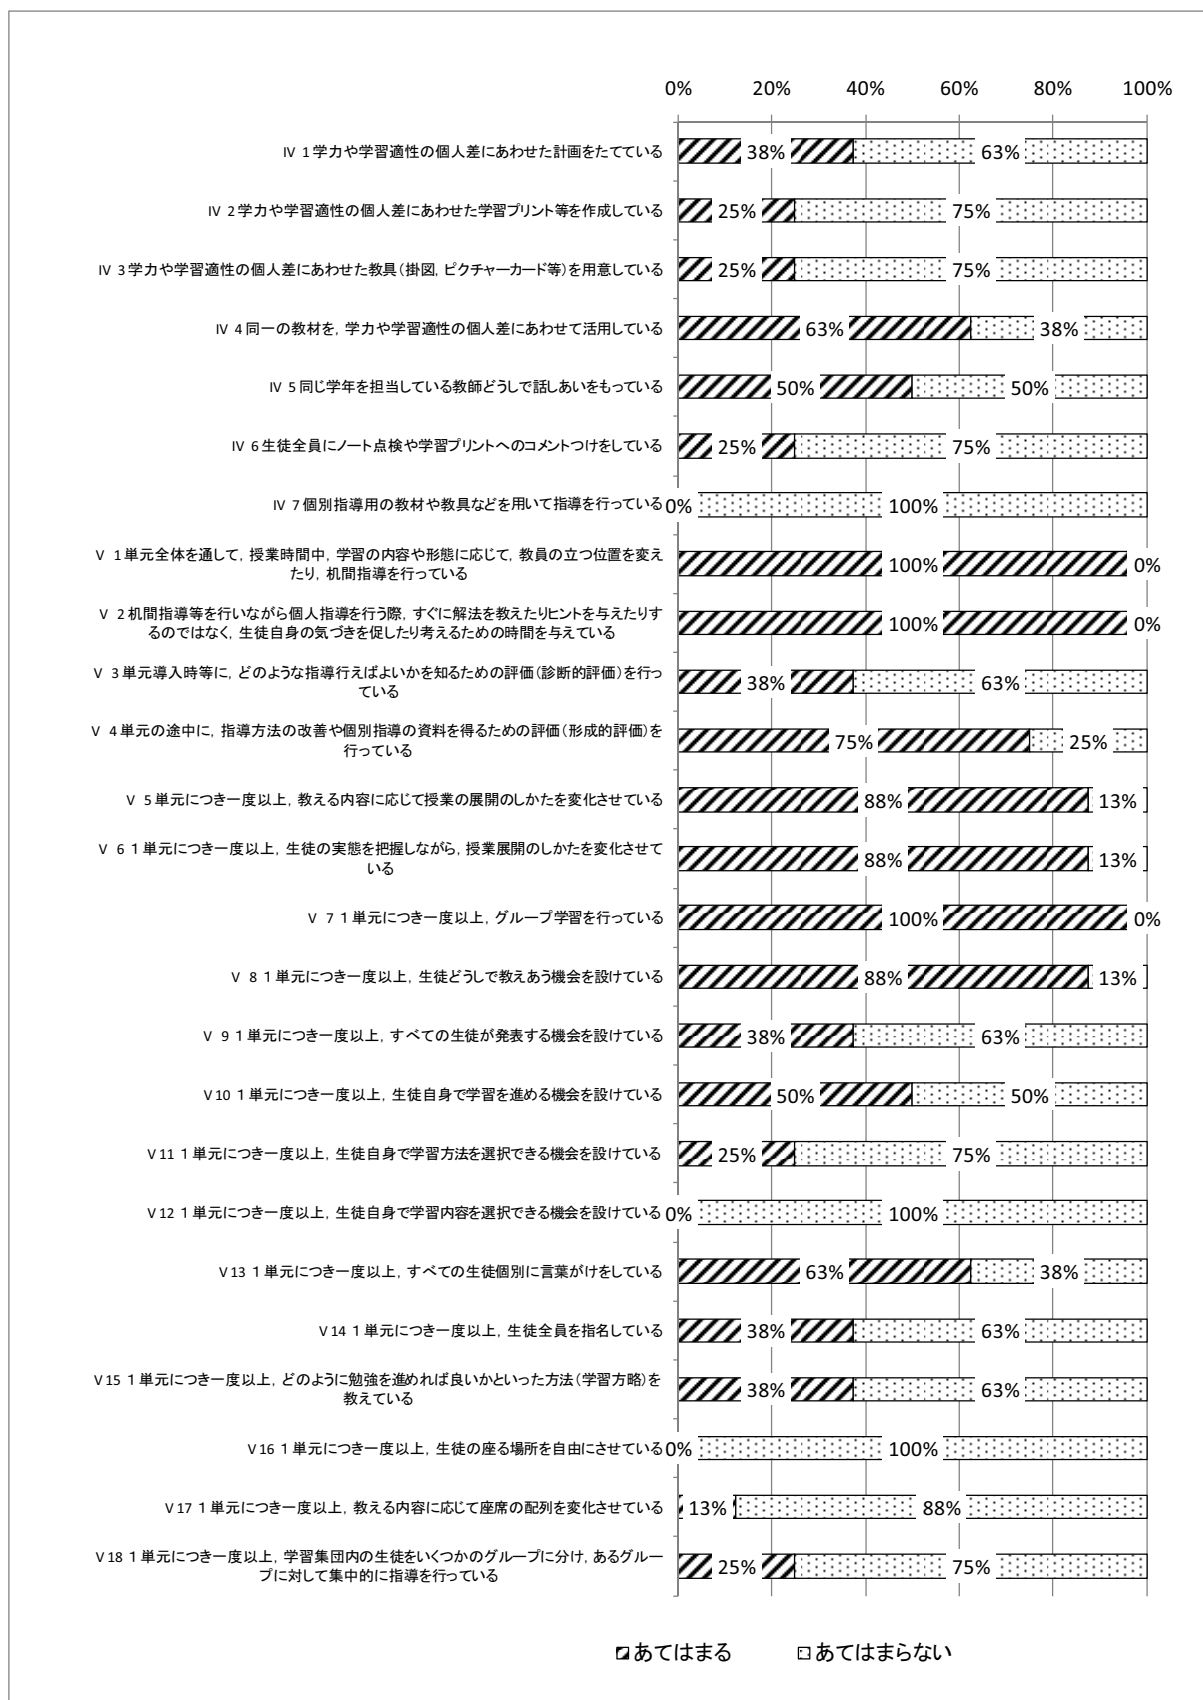 0% 20% 40% 60% 80% 100%
Ⅳ 1学力や学習適性の個人差にあわせた計画をたてている 38% 63%
Ⅳ 2学力や学習適性の個人差にあわせた学習プリント等を作成している 25% 75%
Ⅳ 3学力や学習適性の個人差にあわせた教具(掛図,ピクチャーカード等)を用意している 25% 75%
Ⅳ 4同一の教材を,学力や学習適性の個人差にあわせて活用している 63% 38%
Ⅳ 5同じ学年を担当している教師どうしで話しあいをもっている 50% 50%
Ⅳ 6生徒全員にノート点検や学習プリントへのコメントつけをしている 25% 75%
Ⅳ 7個別指導用の教材や教具などを用いて指導を行っている 0% 100%
Ⅴ 1単元全体を通して,授業時間中,学習の内容や形態に応じて,教員の立つ位置を変え
たり,机間指導を行っている 100% 0%
Ⅴ 2机間指導等を行いながら個人指導を行う際,すぐに解法を教えたりヒントを与えたりす
るのではなく,生徒自身の気づきを促したり考えるための時間を与えている 100% 0%
Ⅴ 3単元導入時等に,どのような指導行えばよいかを知るための評価(診断的評価)を行っ
ている 38% 63%
Ⅴ 4単元の途中に,指導方法の改善や個別指導の資料を得るための評価(形成的評価)を
行っている 75% 25%
Ⅴ 5単元につき一度以上,教える内容に応じて授業の展開のしかたを変化させている 88% 13%
Ⅴ 6 1単元につき一度以上,生徒の実態を把握しながら,授業展開のしかたを変化させて
いる 88% 13%
Ⅴ 7 1単元につき一度以上,グループ学習を行っている 100% 0%
Ⅴ 8 1単元につき一度以上,生徒どうしで教えあう機会を設けている 88% 13%
Ⅴ 9 1単元につき一度以上,すべての生徒が発表する機会を設けている 38% 63%
Ⅴ10 1単元につき一度以上,生徒自身で学習を進める機会を設けている 50% 50%
Ⅴ11 1単元につき一度以上,生徒自身で学習方法を選択できる機会を設けている 25% 75%
Ⅴ12 1単元につき一度以上,生徒自身で学習内容を選択できる機会を設けている 0% 100%
Ⅴ13 1単元につき一度以上,すべての生徒個別に言葉がけをしている 63% 38%
Ⅴ14 1単元につき一度以上,生徒全員を指名している 38% 63%
Ⅴ15 1単元につき一度以上,どのように勉強を進めれば良いかといった方法(学習方略)を
教えている 38% 63%
Ⅴ16 1単元につき一度以上,生徒の座る場所を自由にさせている 0% 100%
Ⅴ17 1単元につき一度以上,教える内容に応じて座席の配列を変化させている 13% 88%
Ⅴ18 1単元につき一度以上,学習集団内の生徒をいくつかのグループに分け,あるグルー
プに対して集中的に指導を行っている 25% 75%
あてはまる あてはまらない